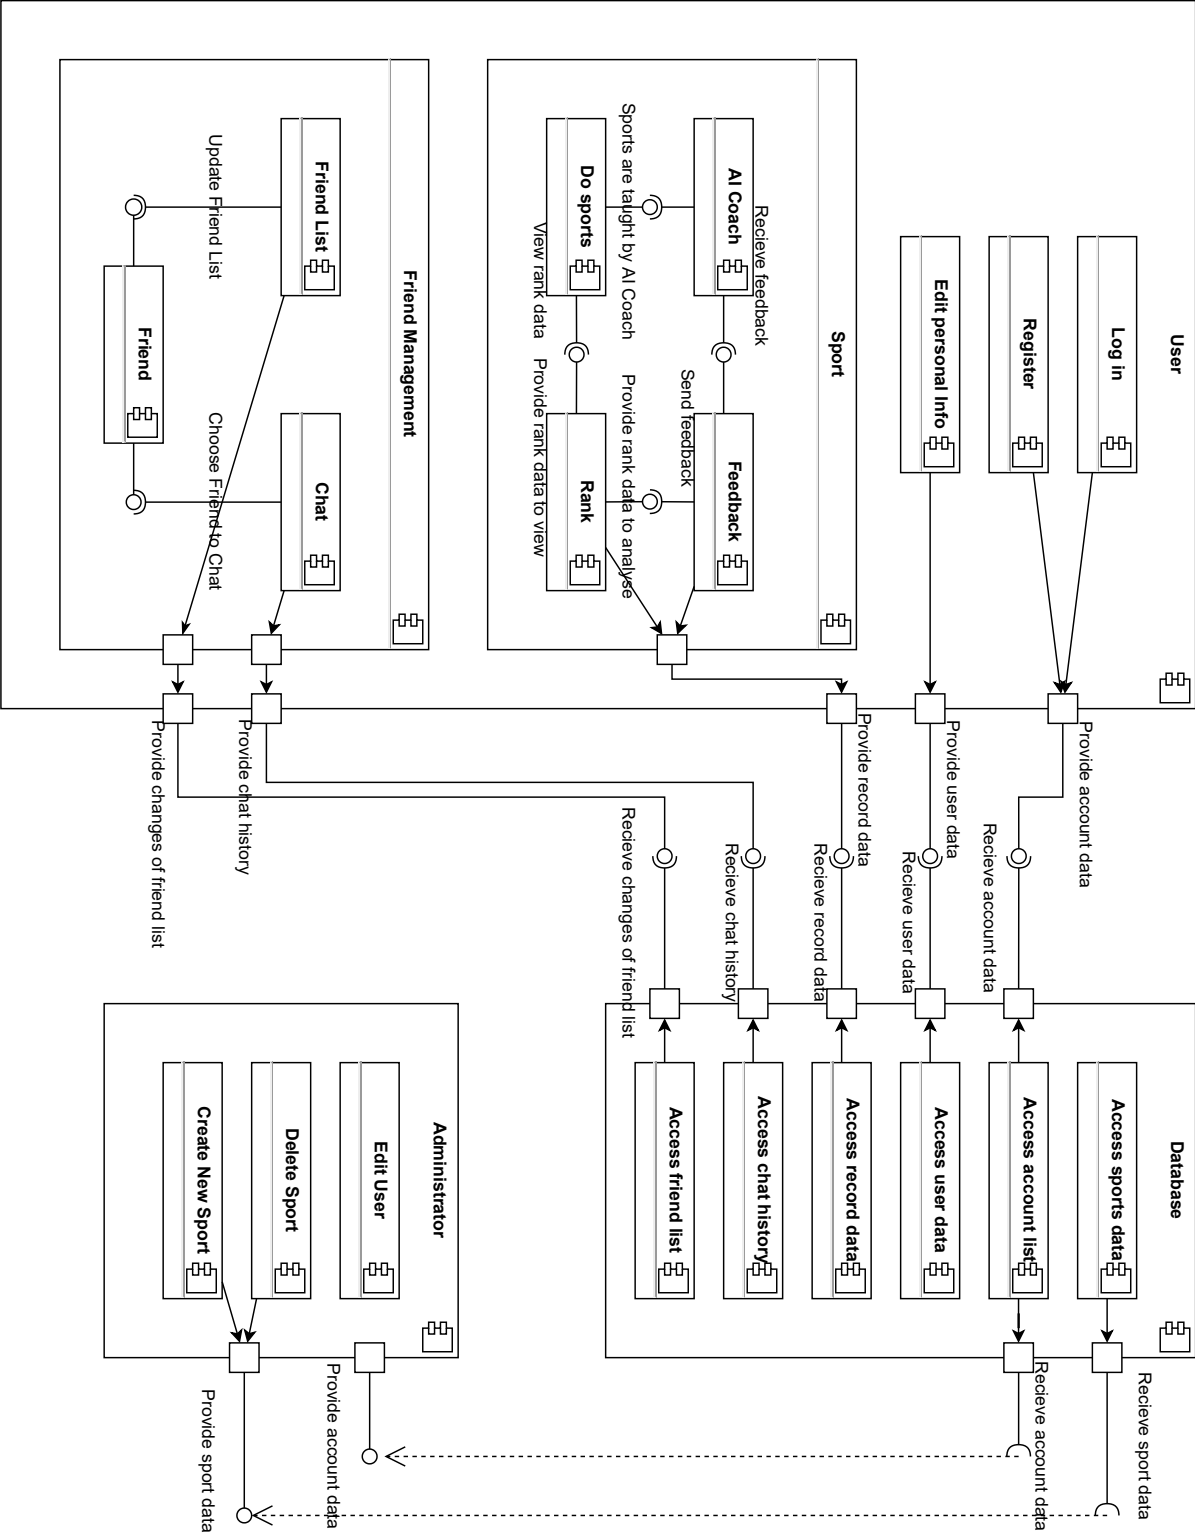 User
Log in
Register
Edit personal Info
Sport
AI Coach
Recieve feedback
Feedback
Send feedback
Do sports
Sports are taught by AI Coach
Rank
Provide rank data to analyse
View rank data
Provide rank data to view
Friend Management
Friend List
Chat
Update Friend List
Choose Friend to Chat
Friend
Provide account data
Recieve account data
Provide user data
Recieve user data
Provide record data
Recieve record data
Provide chat history
Recieve chat history
Provide changes of friend list
Recieve changes of friend list
Database
Access sports data
Access account list
Access user data
Access record data
Access chat history
Access friend list
Administrator
Edit User
Delete Sport
Create New Sport
Recieve sport data
Recieve account data
Provide account data
Provide sport data